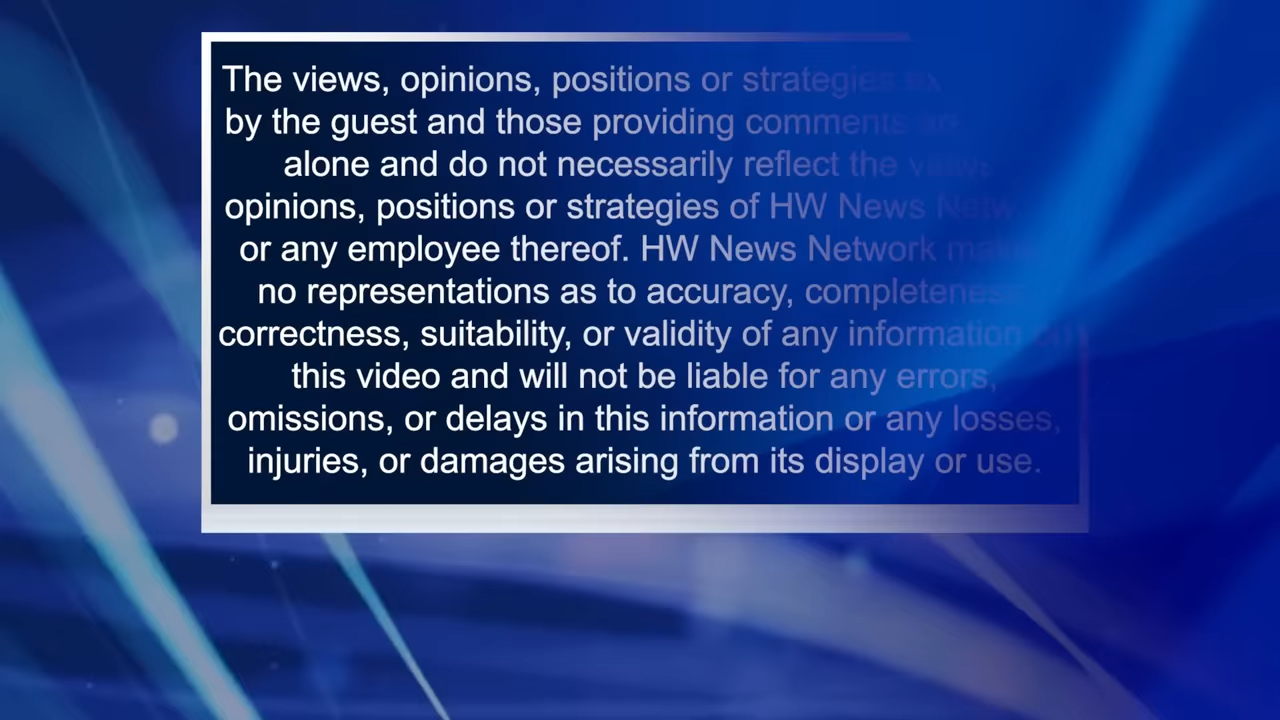 The views, opinions, positions or strategies
by the guest and those providing comments
alone and do not necessarily reflect the views
opinions, positions or strategies of HW News
or any employee thereof. HW News Network
no representations as to accuracy,
correctness, suitability, or validity of any information
this video and will not be liable for any errors,
omissions, or delays in this information or any losses,
injuries, or damages arising from its display or use.